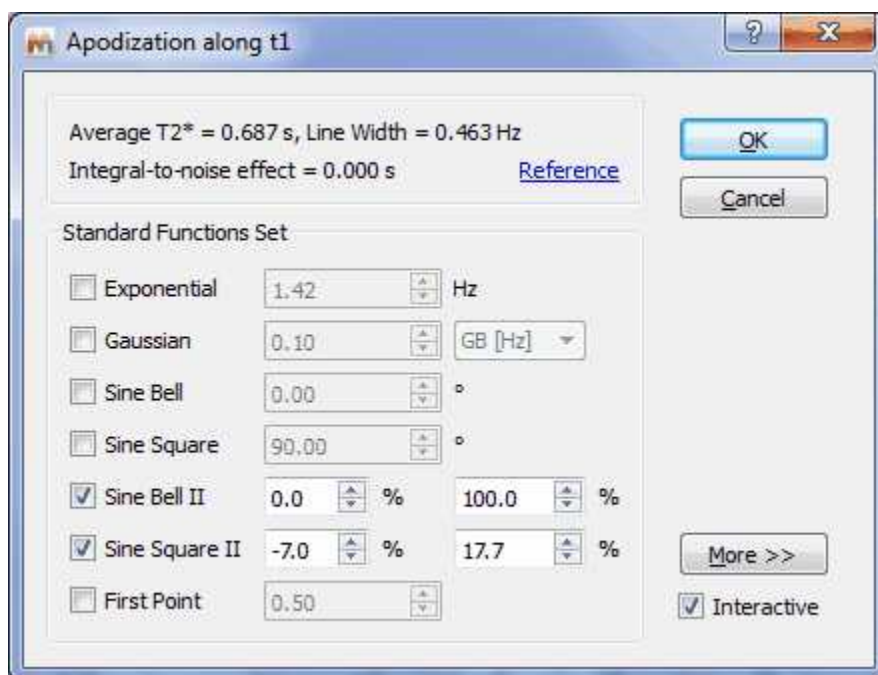 Apodization along t1
Average T2* = 0.687 s, Line Width = 0.463 Hz
Integral-to-noise effect = 0.000 s Reference
OK
Cancel
Standard Functions Set
Exponential 1.42 Hz
Gaussian 0.10 GB [Hz]
Sine Bell 0.00 °
Sine Square 90.00 °
Sine Bell II 0.0 % 100.0 %
Sine Square II -7.0 % 17.7 %
First Point 0.50
More >>
Interactive